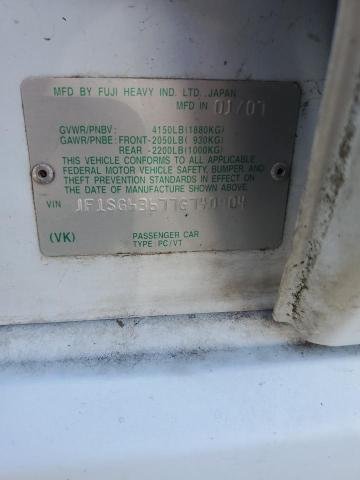 MFD BY FUJI HEAVY IND. LTD. JAPAN
MFD IN 01/07
GVWR/PNBV: 4150LB(1880KG)
GAWR/PNBE: FRONT-2050LB( 930KG)
REAR -2200LB(1000KG)
THIS VEHICLE CONFORMS TO ALL APPLICABLE
FEDERAL MOTOR VEHICLE SAFETY, BUMPER,
AND THEFT PREVENTION STANDARDS IN EFFECT
ON THE DATE OF MANUFACTURE SHOWN ABOVE.
VIN
(VK) PASSENGER CAR
TYPE PC/VT